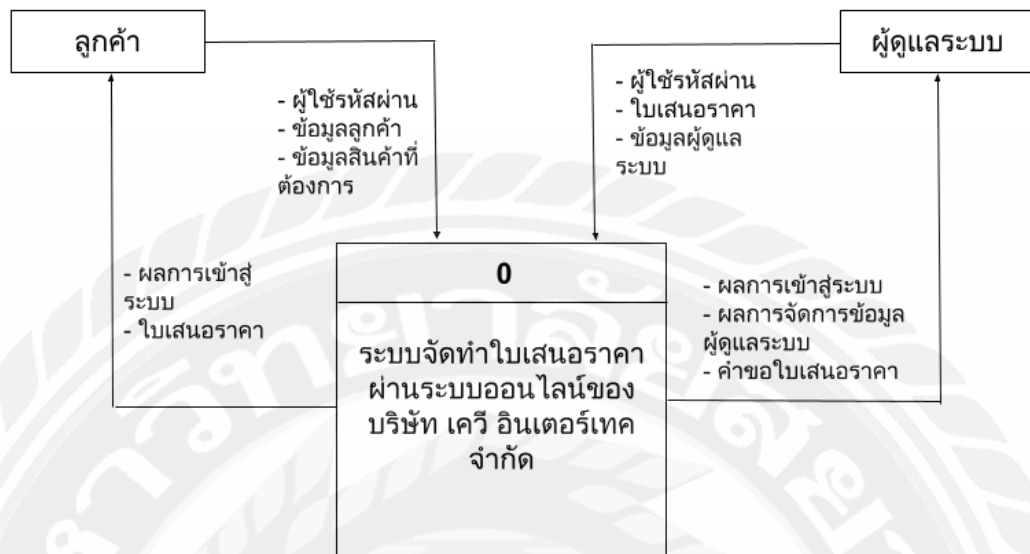 ลูกค้า
ผู้ดูแลระบบ
- ผู้ใช้รหัสผ่าน
- ข้อมูลลูกค้า
- ข้อมูลสินค้าที่
ต้องการ
- ผู้ใช้รหัสผ่าน
- ใบเสนอราคา
- ข้อมูลผู้ดูแล
ระบบ
- ผลการเข้าสู่
ระบบ
- ใบเสนอราคา
0
ระบบจัดทำใบเสนอราคา
ผ่านระบบออนไลน์ของ
บริษัท เควี อินเตอร์เทค
จำกัด
- ผลการเข้าสู่ระบบ
- ผลการจัดการข้อมูล
ผู้ดูแลระบบ
- คำขอใบเสนอราคา